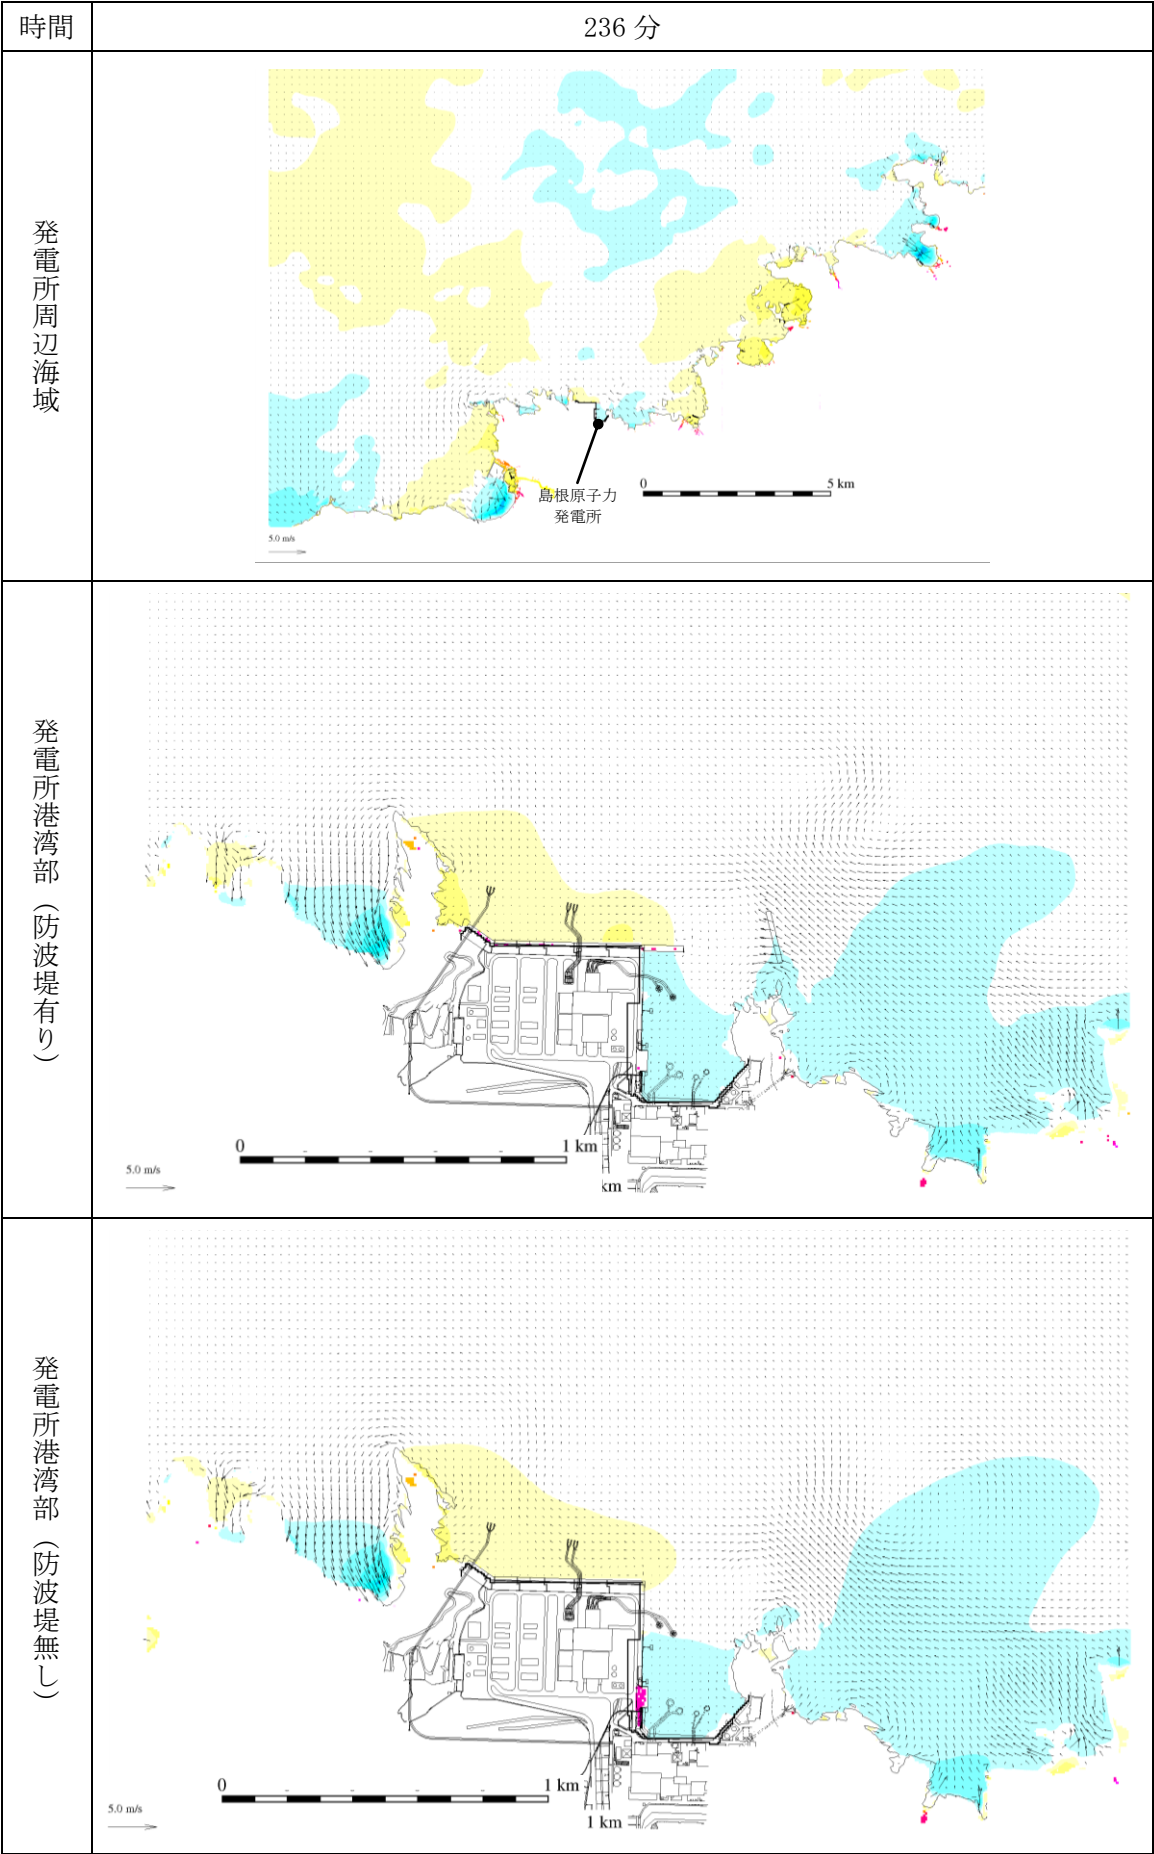 時間
236 分
発電所周辺海域
島根原子力
発電所
0
5 km
5.0 m/s
発電所港湾部（防波堤有り）
0
1 km
5.0 m/s
km
発電所港湾部（防波堤無し）
0
1 km
5.0 m/s
1 km